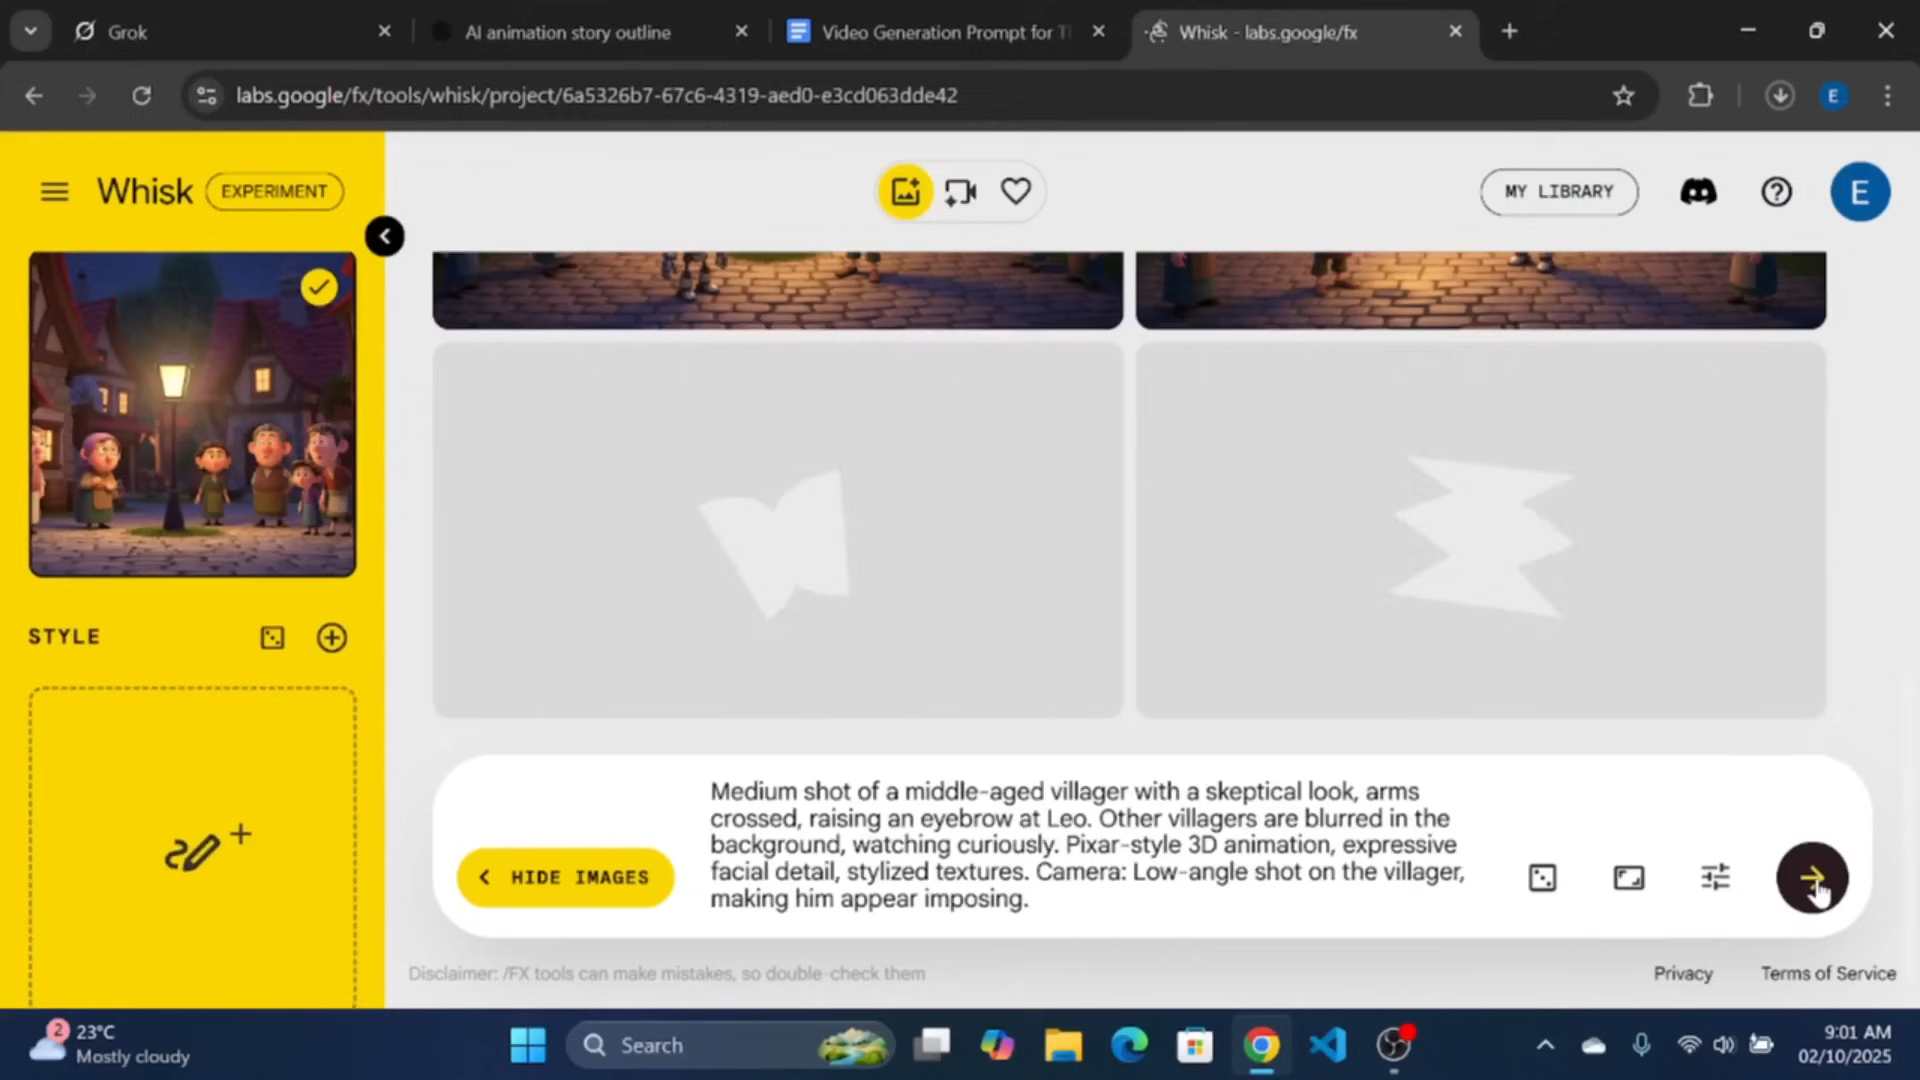 Grok
AI animation story outline
Video Generation Prompt for T
Whisk - labs.google/fx
labs.google/fx/tools/whisk/project/6a5326b7-67c6-4319-aed0-e3cd063dde42
E
Whisk
EXPERIMENT
MY LIBRARY
E
STYLE
Medium shot of a middle-aged villager with a skeptical look, arms
crossed, raising an eyebrow at Leo. Other villagers are blurred in the
background, watching curiously. Pixar-style 3D animation, expressive
facial detail, stylized textures. Camera: Low-angle shot on the villager,
making him appear imposing.
HIDE IMAGES
Disclaimer: /FX tools can make mistakes, so double-check them
Privacy
Terms of Service
2
23°C
Mostly cloudy
Search
9:01 AM
02/10/2025